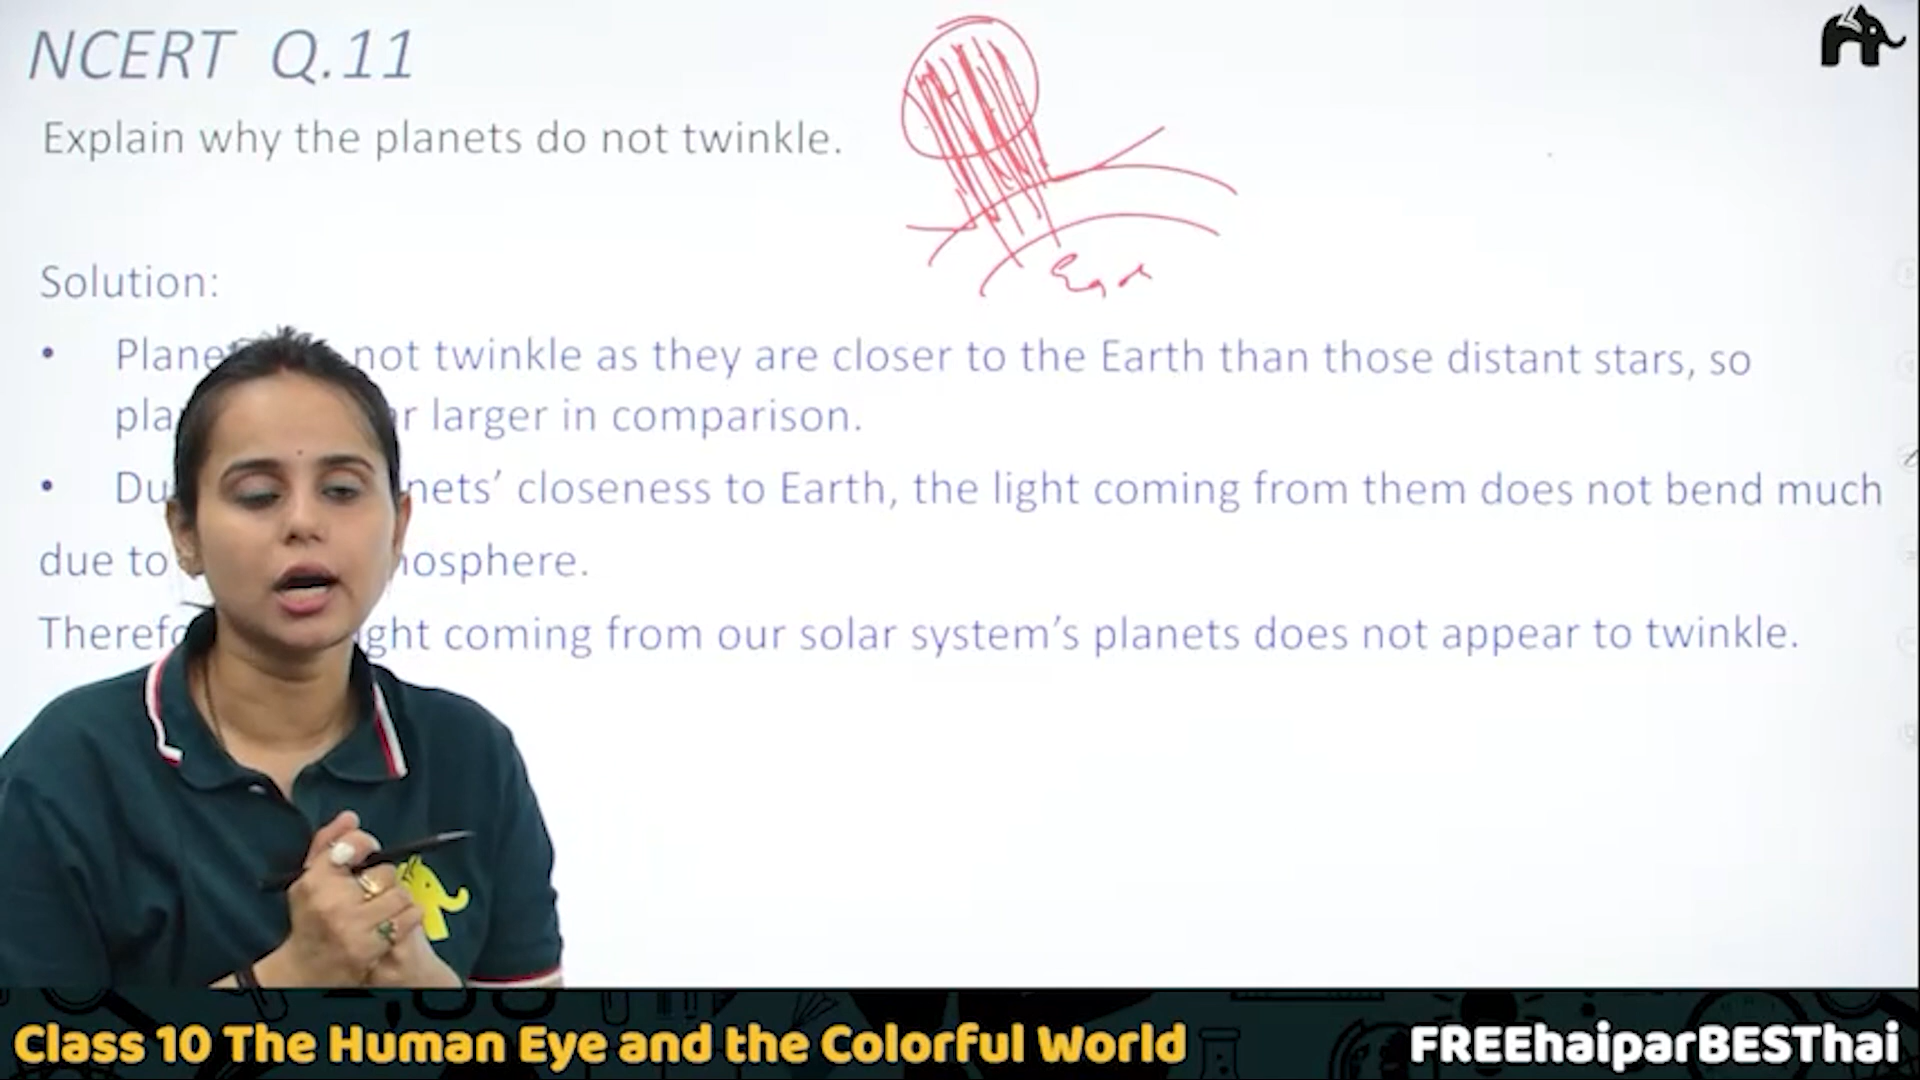 NCERT Q.11
Explain why the planets do not twinkle.
Solution:
• not twinkle as they are closer to the Earth than those distant stars, so
larger in comparison.
• closeness to Earth, the light coming from them does not bend much
due to
coming from our solar system’s planets does not appear to twinkle.
Class 10 The Human Eye and the Colorful World
FREEhaiparBESThai